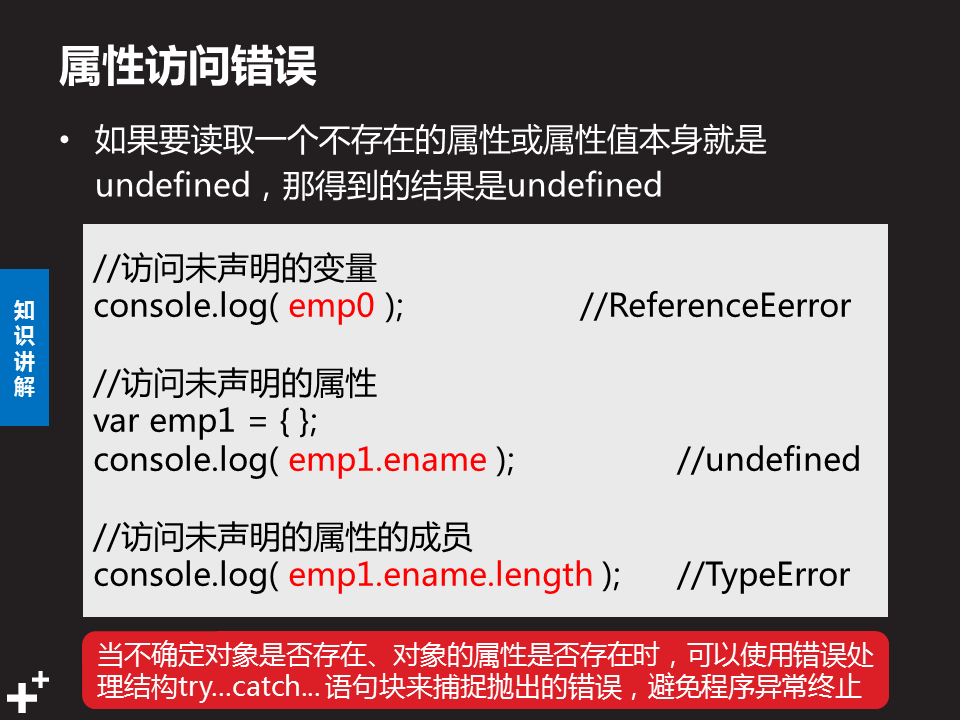 属性访问错误
• 如果要读取一个不存在的属性或属性值本身就是
undefined，那得到的结果是undefined
//访问未声明的变量
console.log( emp0 ); //ReferenceEerror
//访问未声明的属性
var emp1 = { };
console.log( emp1.ename ); //undefined
//访问未声明的属性的成员
console.log( emp1.ename.length ); //TypeError
知
识
讲
解
当不确定对象是否存在、对象的属性是否存在时，可以使用错误处
理结构try...catch... 语句块来捕捉抛出的错误，避免程序异常终止